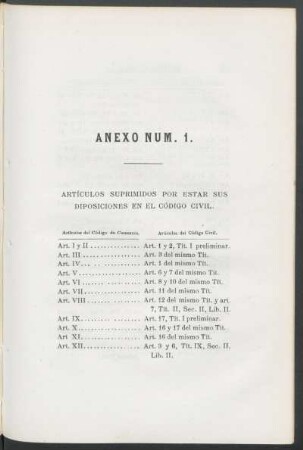 ANEXO NUM. 1.
ARTÍCULOS SUPRIMIDOS POR ESTAR SUS
DIPOSICIONES EN EL CÓDIGO CIVIL.
Artículos del Código de Comercio. Artículos del Código Civil.
Art. I y II............... Art. 1 y 2, Tít. I preliminar.
Art. III................. Art. 3 del mismo Tít.
Art. IV.................. Art. 1 del mismo Tít.
Art. V................... Art. 6 y 7 del mismo Tít.
Art. VI.................. Art. 8 y 10 del mismo Tít.
Art. VII................. Art. 11 del mismo Tít.
Art. VIII................ Art. 12 del mismo Tít. y art.
7, Tít. II, Sec. II, Lib. II.
Art. IX.................. Art. 17, Tít. I preliminar.
Art. X................... Art. 16 y 17 del mismo Tít.
Art. XI.................. Art. 16 del mismo Tít.
Art. XII................. Art. 3 y 6, Tít. IX, Sec. II.
Lib. II.